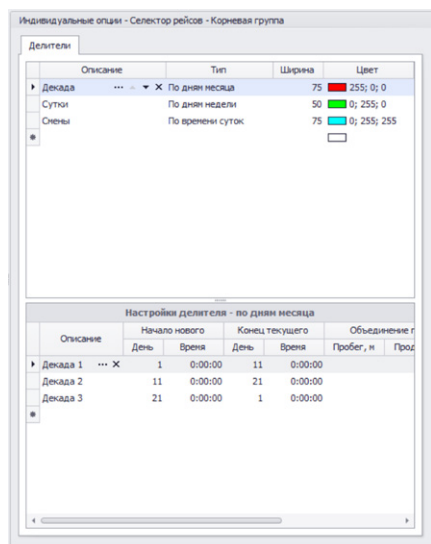 Индивидуальные опции - Селектор рейсов - Корневая группа
Делители
Описание Тип Ширина Цвет
Декада ... По дням месяца 75 255; 0; 0
Сутки По дням недели 50 0; 255; 0
Смены По времени суток 75 0; 255; 255
Настройки делителя - по дням месяца
Описание Начало нового Конец текущего Объединение г
День Время День Время Пробег, м Прод
Декада 1 ... 1 0:00:00 11 0:00:00
Декада 2 11 0:00:00 21 0:00:00
Декада 3 21 0:00:00 1 0:00:00